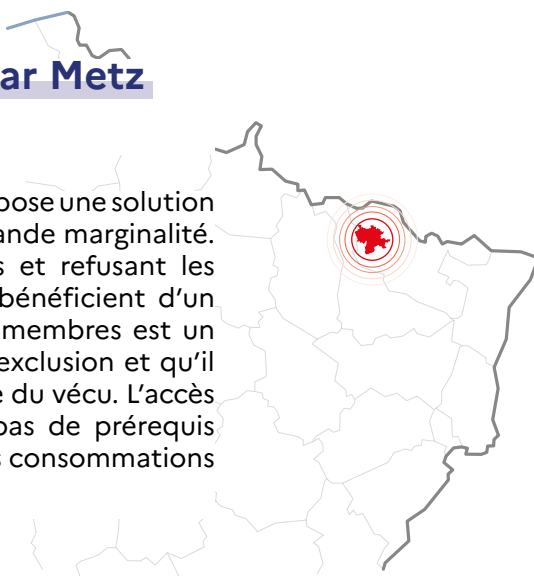 ar Metz
pose une solution
ande marginalité.
s et refusant les
bénéficient d'un
membres est un
exclusion et qu'il
e du vécu. L'accès
pas de prérequis
s consommations